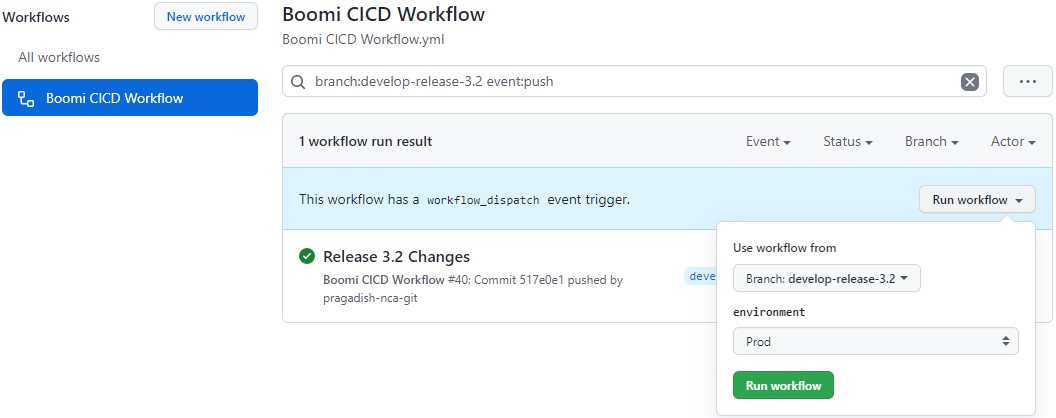 Workflows
New workflow
All workflows
Boomi CICD Workflow
Boomi CICD Workflow
Boomi CICD Workflow.yml
branch:develop-release-3.2 event:push
1 workflow run result
Event
Status
Branch
Actor
This workflow has a workflow_dispatch event trigger.
Run workflow
Release 3.2 Changes
Boomi CICD Workflow #40: Commit 517e0e1 pushed by
pragadish-nca-git
deve
Use workflow from
Branch: develop-release-3.2
environment
Prod
Run workflow